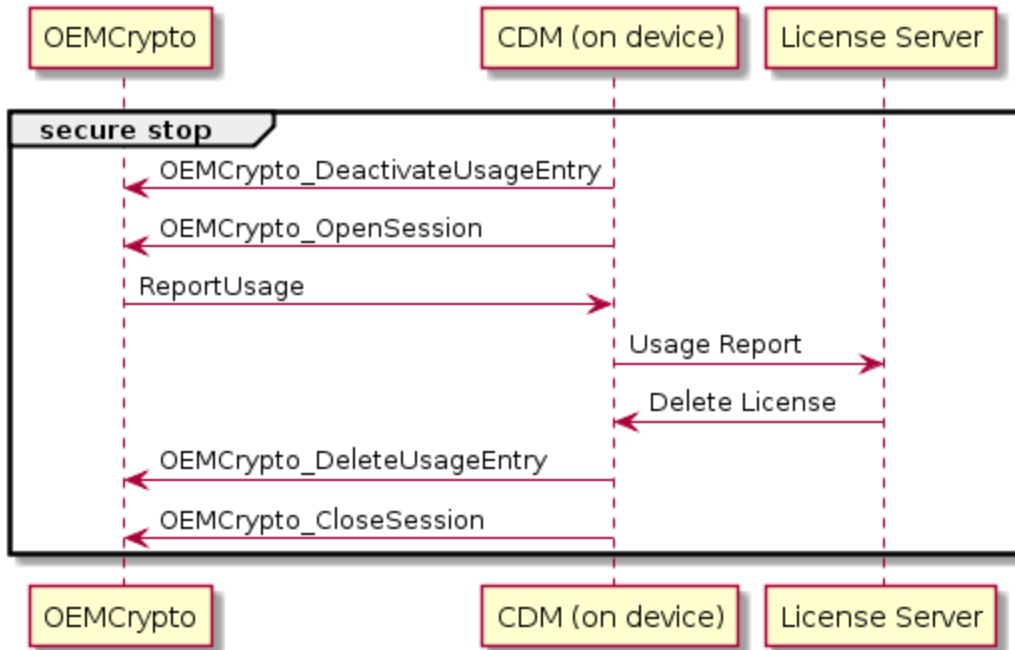 OEMCrypto
CDM (on device)
License Server
secure stop
OEMCrypto_DeactivateUsageEntry
OEMCrypto_OpenSession
ReportUsage
Usage Report
Delete License
OEMCrypto_DeleteUsageEntry
OEMCrypto_CloseSession
OEMCrypto
CDM (on device)
License Server